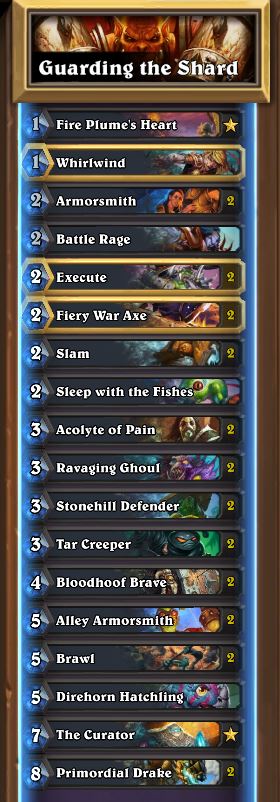 Guarding the Shard
1 Fire Plume's Heart
1 Whirlwind
2 Armorsmith 2
2 Battle Rage
2 Execute 2
2 Fiery War Axe 2
2 Slam 2
2 Sleep with the Fishes
3 Acolyte of Pain 2
3 Ravaging Ghoul 2
3 Stonehill Defender 2
3 Tar Creeper 2
4 Bloodhoof Brave 2
5 Alley Armorsmith 2
5 Brawl 2
5 Direhorn Hatchling
7 The Curator
8 Primordial Drake 2